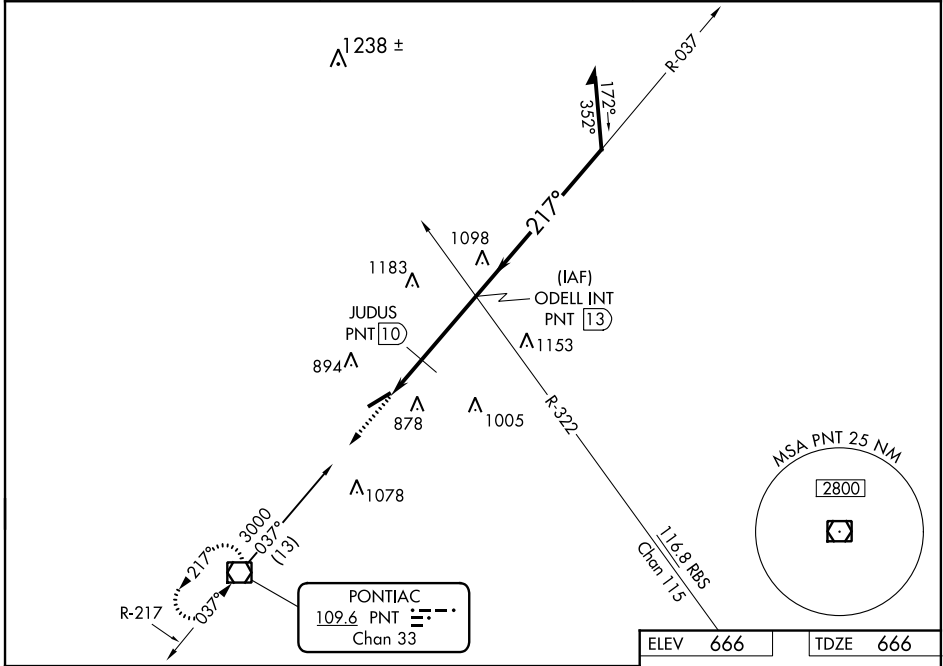 1238 ±
R-037
172°
352°
217°
1098
1183
(IAF)
ODELL INT
PNT 13
JUDUS
PNT 10
1153
894
878
1005
R-322
MSA PNT 25 NM
2800
1078
3000
037°
(13)
217°
037°
R-217
116.8 RBS
Chan 115
PONTIAC
109.6 PNT
Chan 33
ELEV 666
TDZE 666